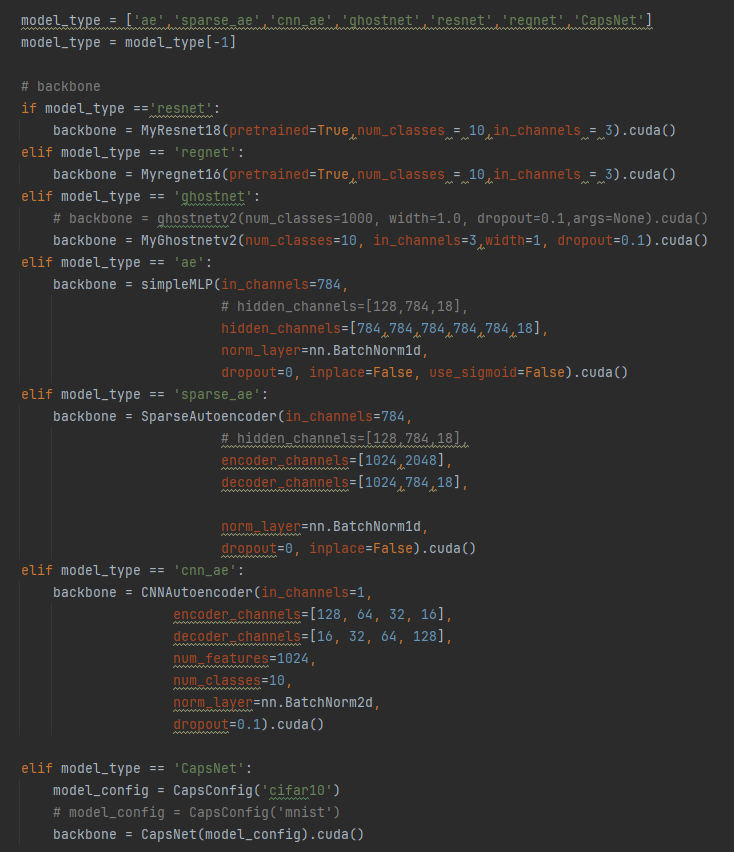 model_type = ['ae','sparse_ae','cnn_ae','ghostnet','resnet','regnet','CapsNet']
model_type = model_type[-1]
# backbone
if model_type =='resnet':
    backbone = MyResnet18(pretrained=True,num_classes = 10,in_channels = 3).cuda()
elif model_type == 'regnet':
    backbone = Myregnet16(pretrained=True,num_classes = 10,in_channels = 3).cuda()
elif model_type == 'ghostnet':
    # backbone = ghostnetv2(num_classes=1000, width=1.0, dropout=0.1,args=None).cuda()
    backbone = MyGhostnetv2(num_classes=10, in_channels=3,width=1, dropout=0.1).cuda()
elif model_type == 'ae':
    backbone = simpleMLP(in_channels=784,
                         # hidden_channels=[128,784,18],
                         hidden_channels=[784,784,784,784,784,18],
                         norm_layer=nn.BatchNorm1d,
                         dropout=0, inplace=False, use_sigmoid=False).cuda()
elif model_type == 'sparse_ae':
    backbone = SparseAutoencoder(in_channels=784,
                         # hidden_channels=[128,784,18],
                         encoder_channels=[1024,2048],
                         decoder_channels=[1024,784,18],
                         norm_layer=nn.BatchNorm1d,
                         dropout=0, inplace=False).cuda()
elif model_type == 'cnn_ae':
    backbone = CNNAutoencoder(in_channels=1,
                   encoder_channels=[128, 64, 32, 16],
                   decoder_channels=[16, 32, 64, 128],
                   num_features=1024,
                   num_classes=10,
                   norm_layer=nn.BatchNorm2d,
                   dropout=0.1).cuda()
elif model_type == 'CapsNet':
    model_config = CapsConfig('cifar10')
    # model_config = CapsConfig('mnist')
    backbone = CapsNet(model_config).cuda()